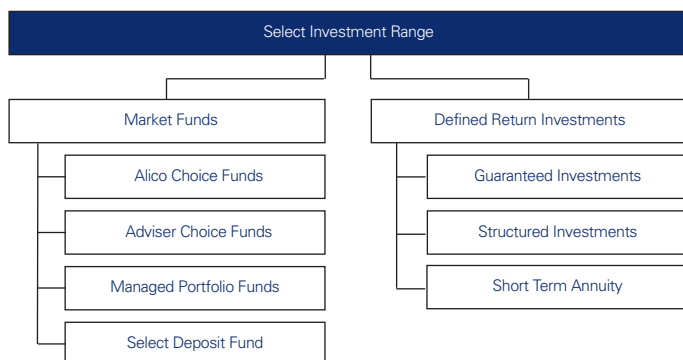 Select Investment Range
Market Funds
Alico Choice Funds
Adviser Choice Funds
Managed Portfolio Funds
Select Deposit Fund
Defined Return Investments
Guaranteed Investments
Structured Investments
Short Term Annuity